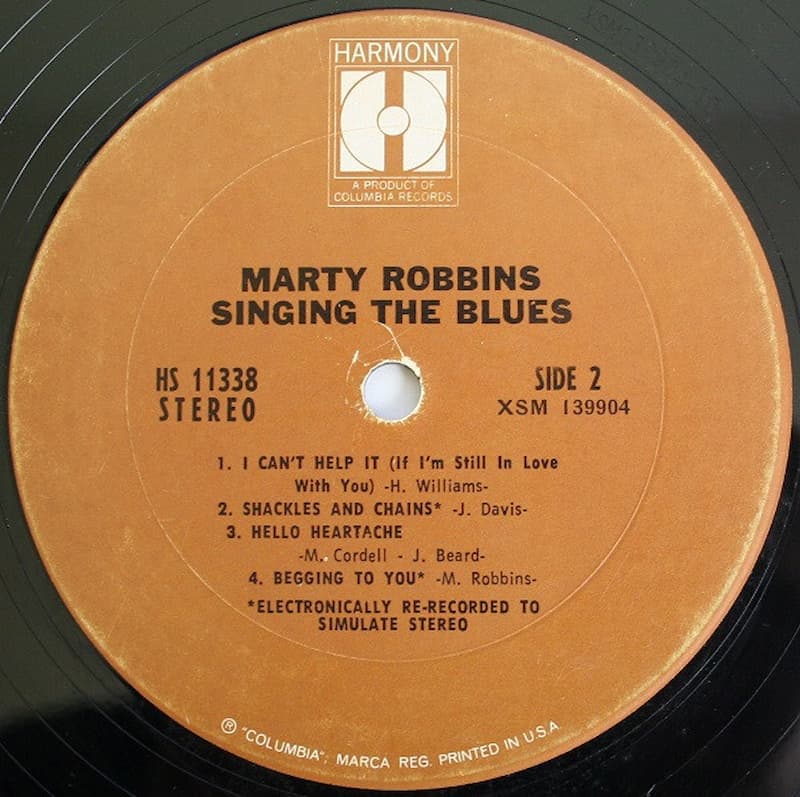 HARMONY
A PRODUCT OF
COLUMBIA RECORDS
MARTY ROBBINS
SINGING THE BLUES
HS 11338
STEREO
SIDE 2
XSM 139904
1. I CAN'T HELP IT (If I'm Still In Love
With You) -H. Williams-
2. SHACKLES AND CHAINS* -J. Davis-
3. HELLO HEARTACHE
-M. Cordell - J. Beard-
4. BEGGING TO YOU* -M. Robbins-
*ELECTRONICALLY RE-RECORDED TO
SIMULATE STEREO
® "COLUMBIA", MARCA REG. PRINTED IN U.S.A